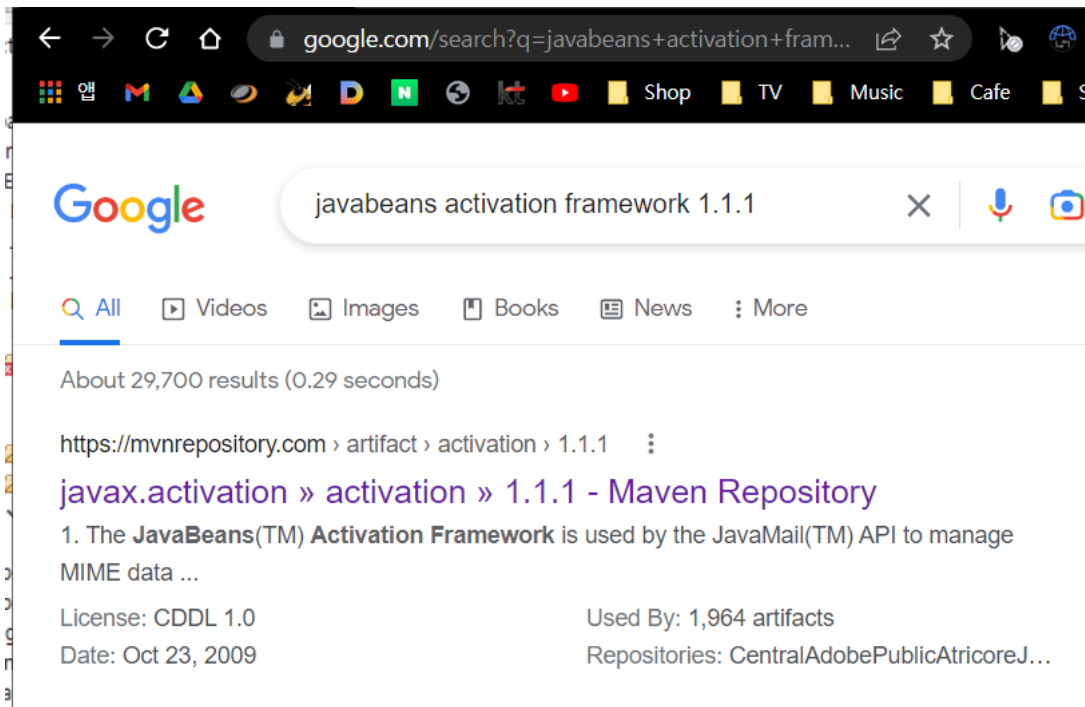 google.com/search?q=javabeans+activation+fram...
앱 kt Shop TV Music Cafe
Google javabeans activation framework 1.1.1
All Videos Images Books News More
About 29,700 results (0.29 seconds)
https://mvnrepository.com › artifact › activation › 1.1.1
javax.activation » activation » 1.1.1 - Maven Repository
1. The JavaBeans(TM) Activation Framework is used by the JavaMail(TM) API to manage
MIME data ...
License: CDDL 1.0 Used By: 1,964 artifacts
Date: Oct 23, 2009 Repositories: CentralAdobePublicAtricoreJ...